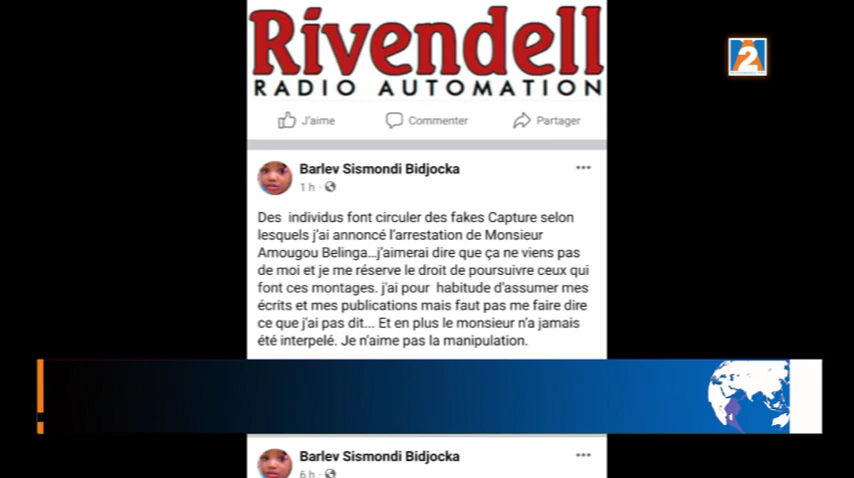 Rivendell
RADIO AUTOMATION
2
J'aime
Commenter
Partager
Barlev Sismondi Bidjocka
1 h ·
Des individus font circuler des fakes Capture selon
lesquels j'ai annoncé l'arrestation de Monsieur
Amougou Belinga...j'aimerai dire que ça ne viens pas
de moi et je me réserve le droit de poursuivre ceux qui
font ces montages. j'ai pour habitude d'assumer mes
écrits et mes publications mais faut pas me faire dire
ce que j'ai pas dit... Et en plus le monsieur n'a jamais
été interpelé. Je n'aime pas la manipulation.
Barlev Sismondi Bidjocka
6 h ·